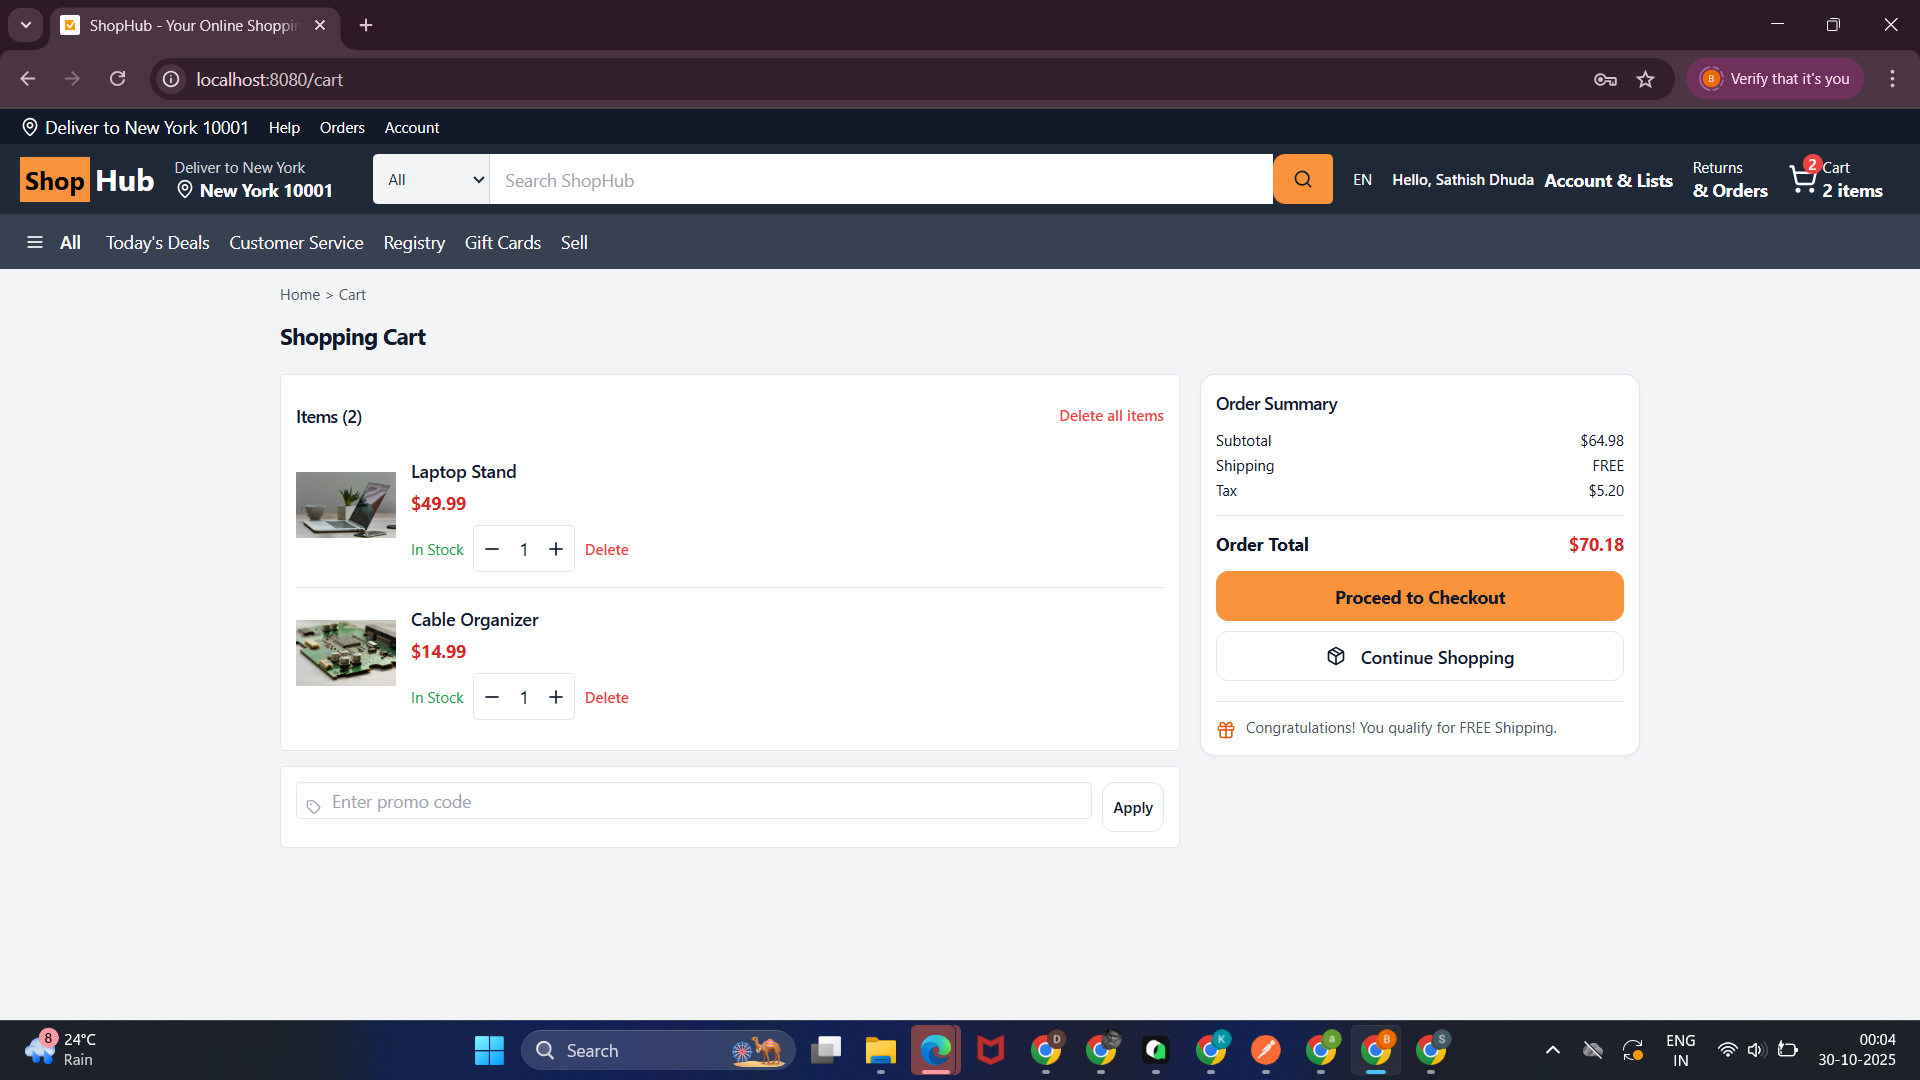 ShopHub - Your Online Shoppin
localhost:8080/cart
Verify that it's you
B
Deliver to New York 10001 Help Orders Account
Shop Hub
Deliver to New York
New York 10001
All
Search ShopHub
EN
Hello, Sathish Dhuda
Account & Lists
Returns
& Orders
2
Cart
2 items
All Today's Deals Customer Service Registry Gift Cards Sell
Home > Cart
Shopping Cart
Items (2)
Delete all items
Laptop Stand
$49.99
In Stock 1 Delete
Cable Organizer
$14.99
In Stock 1 Delete
Enter promo code
Apply
Order Summary
Subtotal $64.98
Shipping FREE
Tax $5.20
Order Total $70.18
Proceed to Checkout
Continue Shopping
Congratulations! You qualify for FREE Shipping.
8
24°C
Rain
Search
D
K
a
B
S
ENG
IN
00:04
30-10-2025